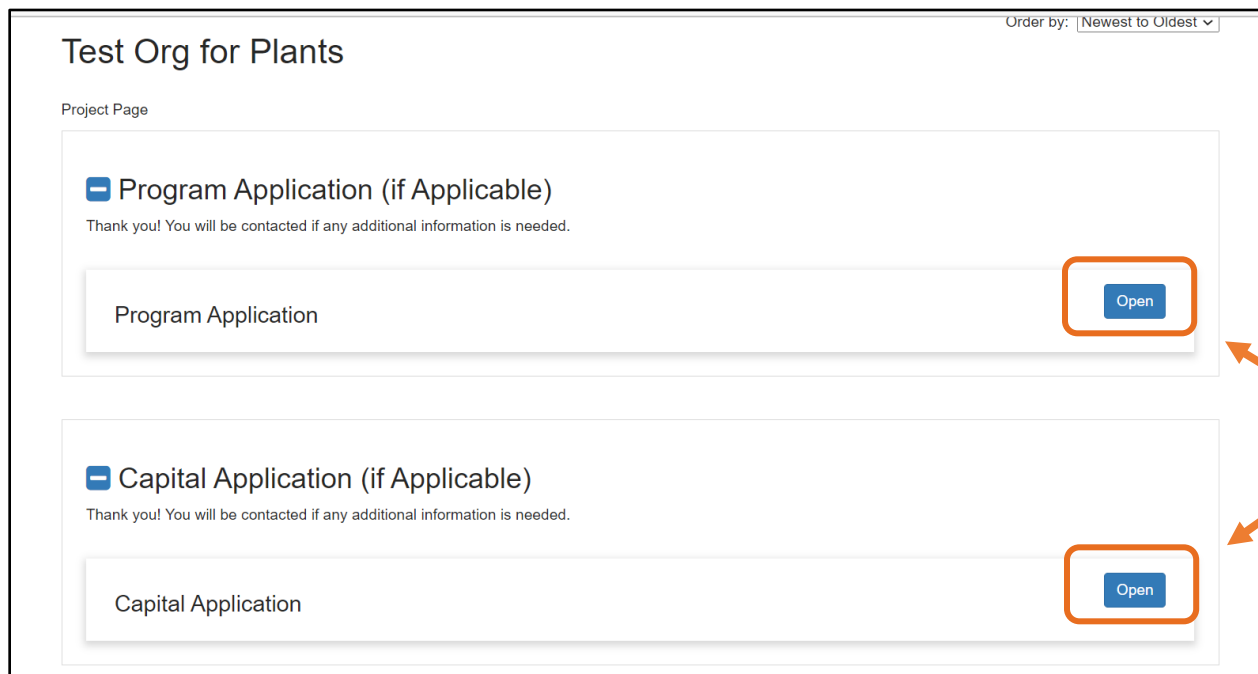 Order by: Newest to Oldest
Test Org for Plants
Project Page
Program Application (if Applicable)
Thank you! You will be contacted if any additional information is needed.
Open
Program Application
Capital Application (if Applicable)
Thank you! You will be contacted if any additional information is needed.
Open
Capital Application